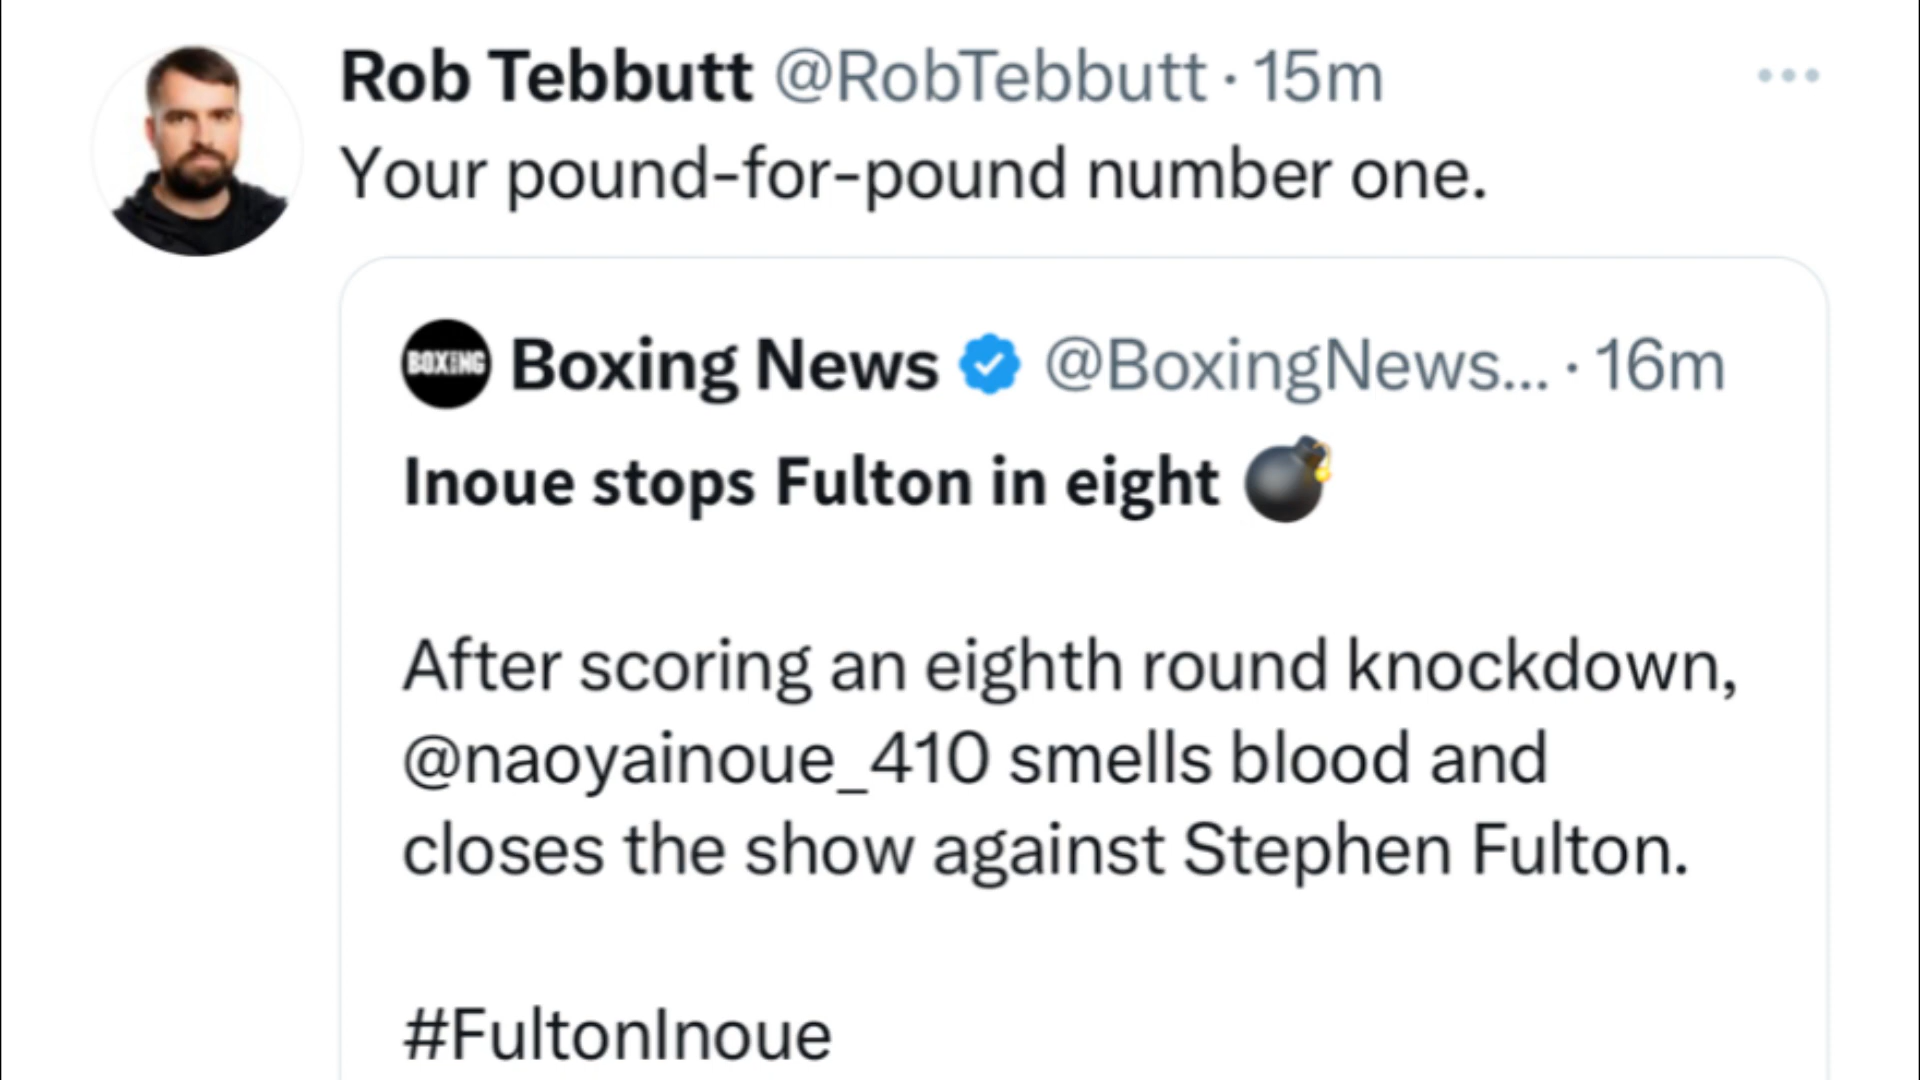 Rob Tebbutt @RobTebbutt · 15m
Your pound-for-pound number one.
BOXING
Boxing News @BoxingNews... · 16m
Inoue stops Fulton in eight 💣
After scoring an eighth round knockdown,
@naoyainoue_410 smells blood and
closes the show against Stephen Fulton.
#FultonInoue